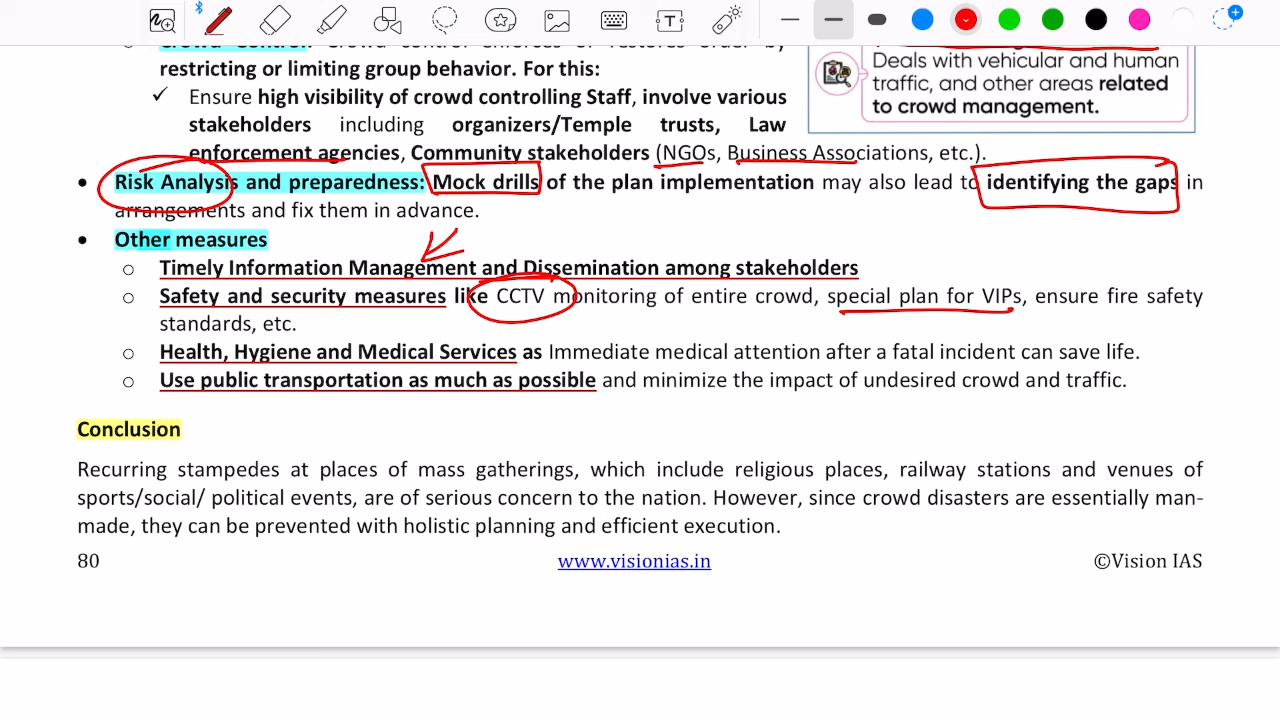 Crowd Control: Crowd control enforces or restores order by
restricting or limiting group behavior. For this:
✓ Ensure high visibility of crowd controlling Staff, involve various
stakeholders including organizers/Temple trusts, Law
enforcement agencies, Community stakeholders (NGOs, Business Associations, etc.).
Deals with vehicular and human
traffic, and other areas related
to crowd management.
• Risk Analysis and preparedness: Mock drills of the plan implementation may also lead to identifying the gaps in
arrangements and fix them in advance.
• Other measures
○ Timely Information Management and Dissemination among stakeholders
○ Safety and security measures like CCTV monitoring of entire crowd, special plan for VIPs, ensure fire safety
standards, etc.
○ Health, Hygiene and Medical Services as Immediate medical attention after a fatal incident can save life.
○ Use public transportation as much as possible and minimize the impact of undesired crowd and traffic.
Conclusion
Recurring stampedes at places of mass gatherings, which include religious places, railway stations and venues of
sports/social/ political events, are of serious concern to the nation. However, since crowd disasters are essentially man-
made, they can be prevented with holistic planning and efficient execution.
80 www.visionias.in ©Vision IAS